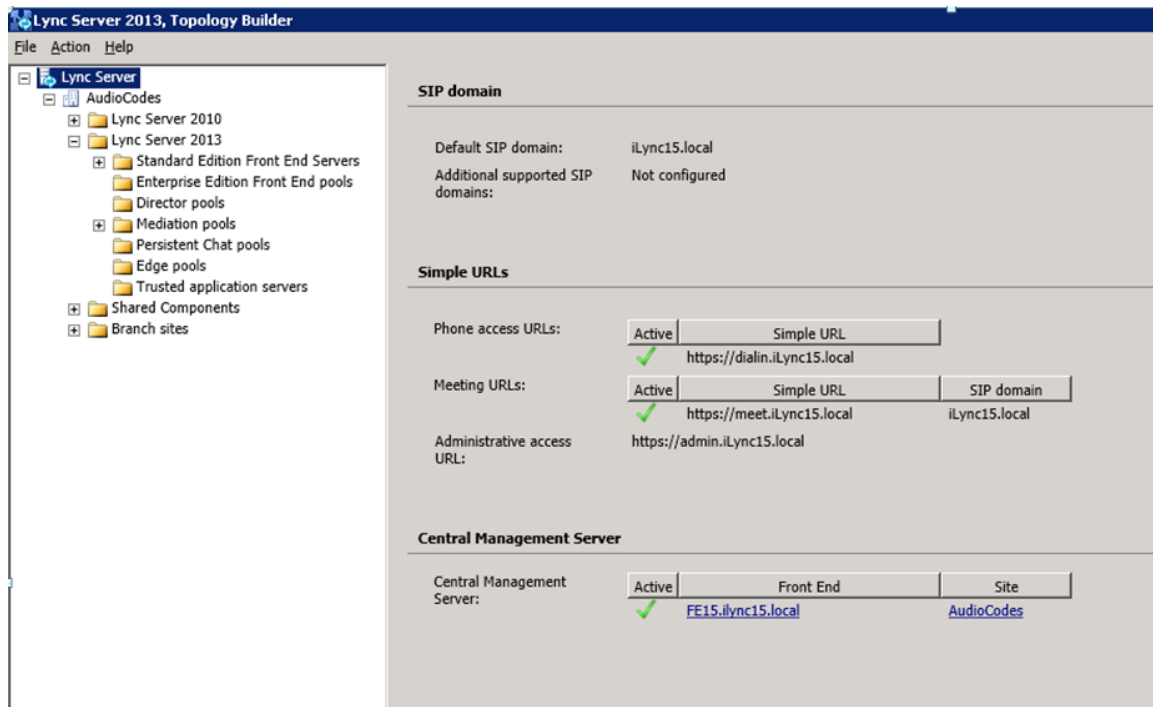 Lync Server 2013, Topology Builder
File Action Help
Lync Server
AudioCodes
Lync Server 2010
Lync Server 2013
Standard Edition Front End Servers
Enterprise Edition Front End pools
Director pools
Mediation pools
Persistent Chat pools
Edge pools
Trusted application servers
Shared Components
Branch sites
SIP domain
Default SIP domain: iLync15.local
Additional supported SIP Not configured
domains:
Simple URLs
Phone access URLs: Active Simple URL
https://dialin.iLync15.local
Meeting URLs: Active Simple URL SIP domain
https://meet.iLync15.local iLync15.local
Administrative access https://admin.iLync15.local
URL:
Central Management Server
Central Management Active Front End Site
Server:
FE15.ilync15.local AudioCodes